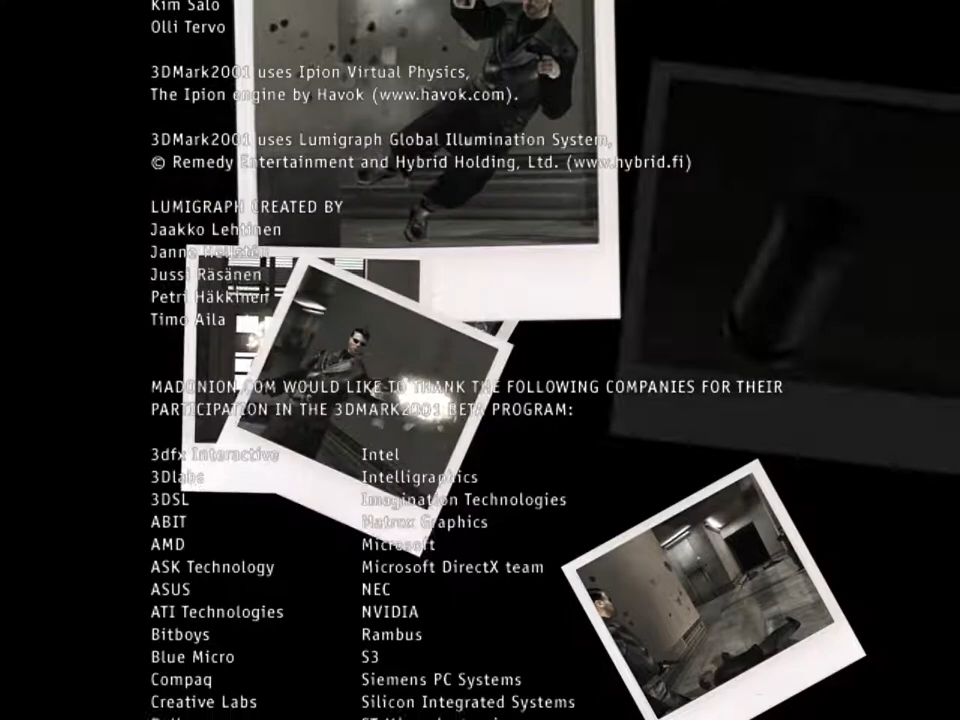 Kim Salo
Olli Tervo
3DMark2001 uses Ipion Virtual Physics,
The Ipion engine by Havok (www.havok.com).
3DMark2001 uses Lumigraph Global Illumination System,
© Remedy Entertainment and Hybrid Holding, Ltd. (www.hybrid.fi)
LUMIGRAPH CREATED BY
Jaakko Lehtinen
Janne Hellsten
Jussi Räsänen
Petri Häkkinen
Timo Aila
MADONION.COM WOULD LIKE TO THANK THE FOLLOWING COMPANIES FOR THEIR
PARTICIPATION IN THE 3DMARK2001 BETA PROGRAM:
3dfx Interactive
3Dlabs
3DSL
ABIT
AMD
ASK Technology
ASUS
ATI Technologies
Bitboys
Blue Micro
Compaq
Creative Labs
Intel
Intelligraphics
Imagination Technologies
Matrox Graphics
Microsoft
Microsoft DirectX team
NEC
NVIDIA
Rambus
S3
Siemens PC Systems
Silicon Integrated Systems